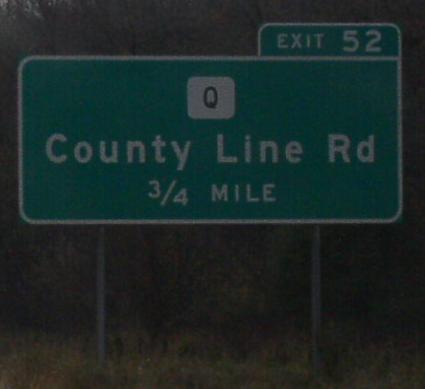 EXIT 52
Q
County Line Rd
3/4 MILE